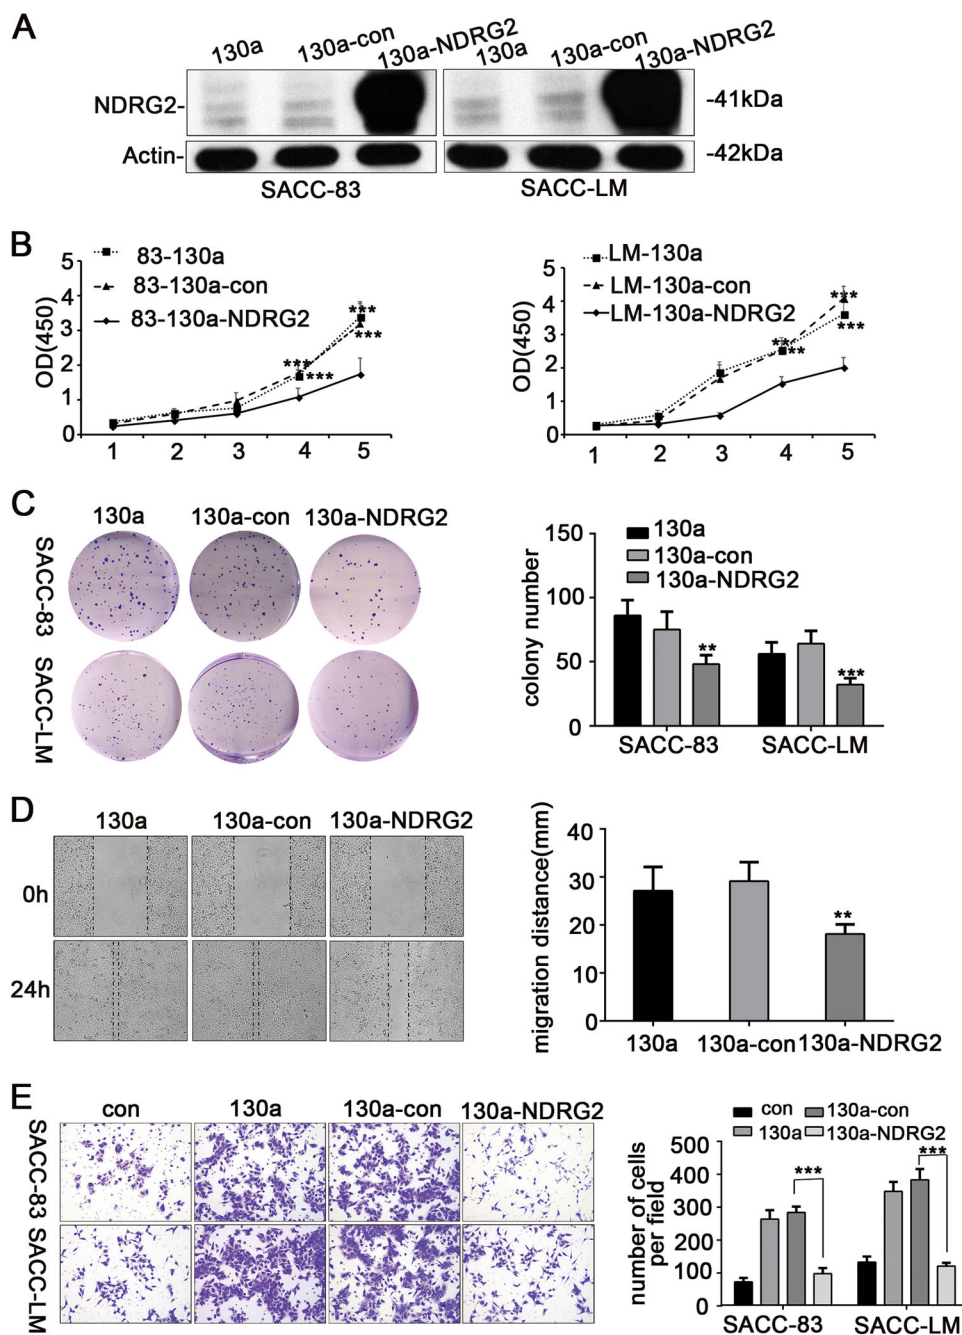 A
130a
130a-con
130a-NDRG2
130a
130a-con
130a-NDRG2
NDRG2-
-41kDa
Actin-
-42kDa
SACC-83
SACC-LM
B
83-130a
83-130a-con
83-130a-NDRG2
OD(450)
5
4
3
2
1
0
***
***
***
***
1 2 3 4 5
LM-130a
LM-130a-con
LM-130a-NDRG2
OD(450)
5
4
3
2
1
0
***
***
**
**
1 2 3 4 5
C
130a
130a-con
130a-NDRG2
SACC-83
SACC-LM
130a
130a-con
130a-NDRG2
colony number
150
100
50
0
**
***
SACC-83
SACC-LM
D
130a
130a-con
130a-NDRG2
0h
24h
migration distance(mm)
40
30
20
10
0
**
130a
130a-con
130a-NDRG2
E
con
130a
130a-con
130a-NDRG2
SACC-83
SACC-LM
con
130a-con
130a
130a-NDRG2
number of cells
per field
500
400
300
200
100
0
***
***
SACC-83
SACC-LM